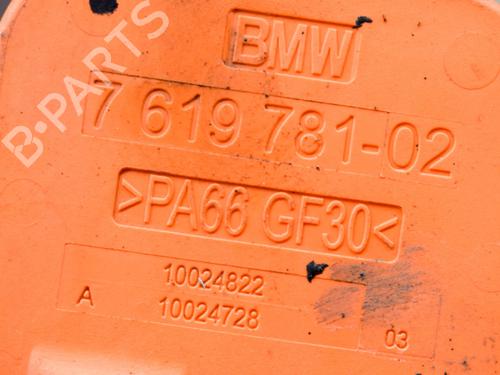 B-PARTS
BMW
7 619 781-02
>PA66 GF30<
10024822
A 10024728 03